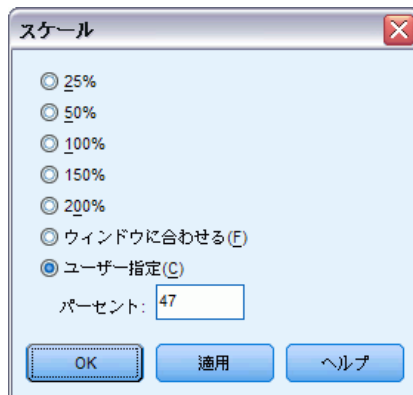 スケール
25%
50%
100%
150%
200%
ウィンドウに合わせる(F)
ユーザー指定(C)
パーセント: 47
OK 適用 ヘルプ